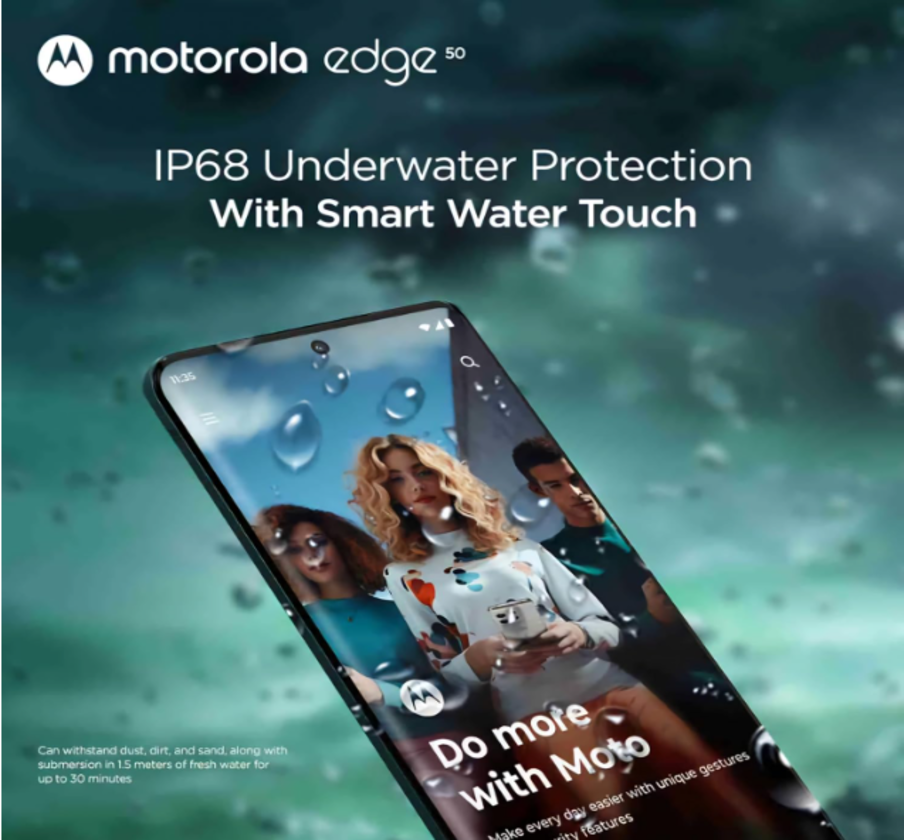 motorola edge 50
IP68 Underwater Protection
With Smart Water Touch
11:35
Do more
with Moto
Make every day easier with unique gestures
features
Can withstand dust, dirt, and sand, along with
submersion in 1.5 meters of fresh water for
up to 30 minutes